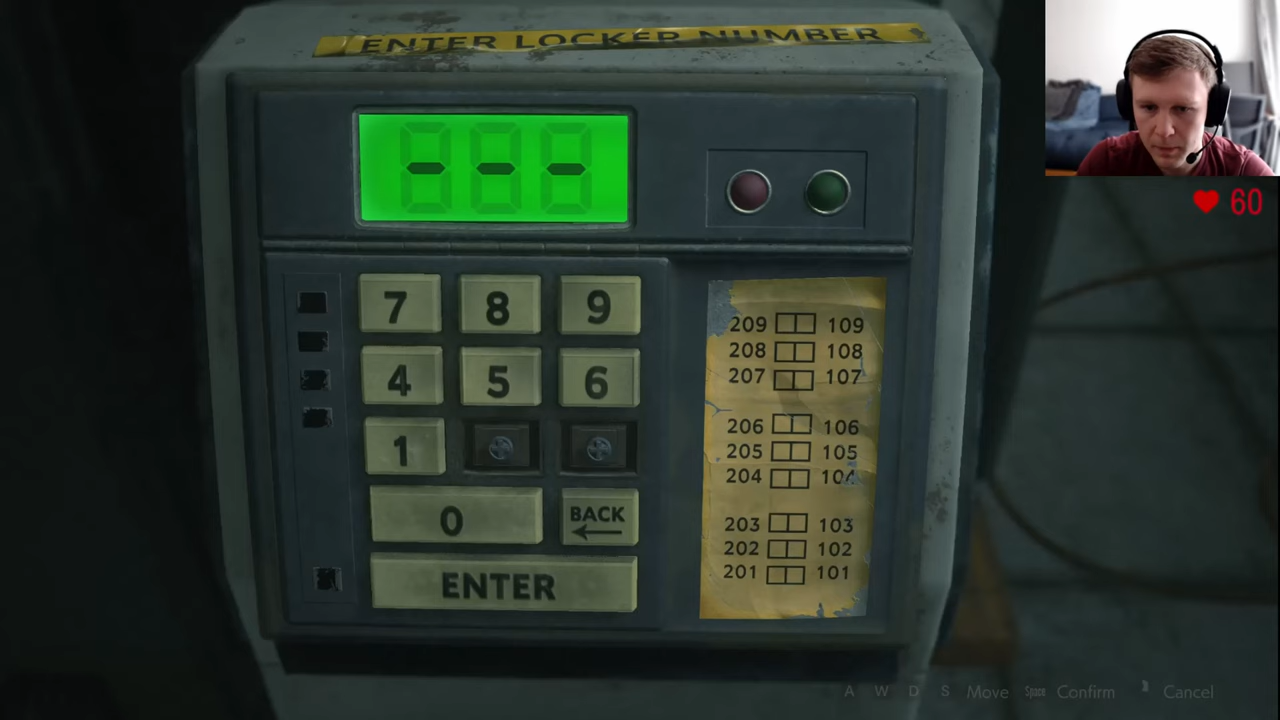 ENTER LOCKER NUMBER
- - -
7 8 9
4 5 6
1
0 BACK
ENTER
209 109
208 108
207 107
206 106
205 105
204 104
203 103
202 102
201 101
60
A W D S Move Space Confirm Cancel